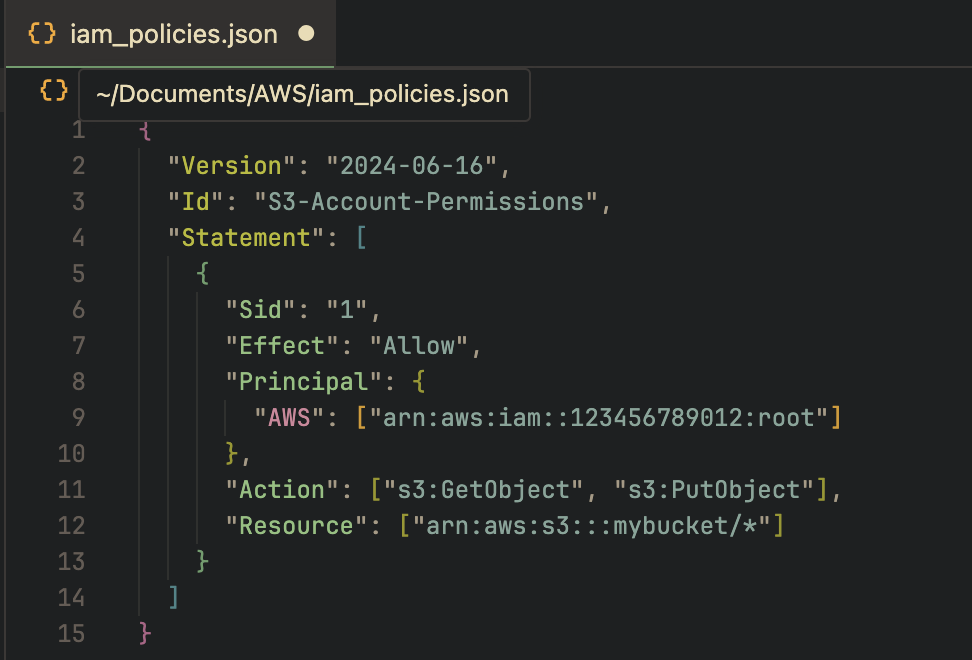 {} iam_policies.json
{} ~/Documents/AWS/iam_policies.json
1 {
2 "Version": "2024-06-16",
3 "Id": "S3-Account-Permissions",
4 "Statement": [
5 {
6 "Sid": "1",
7 "Effect": "Allow",
8 "Principal": {
9 "AWS": ["arn:aws:iam::123456789012:root"]
10 },
11 "Action": ["s3:GetObject", "s3:PutObject"],
12 "Resource": ["arn:aws:s3:::mybucket/*"]
13 }
14 ]
15 }